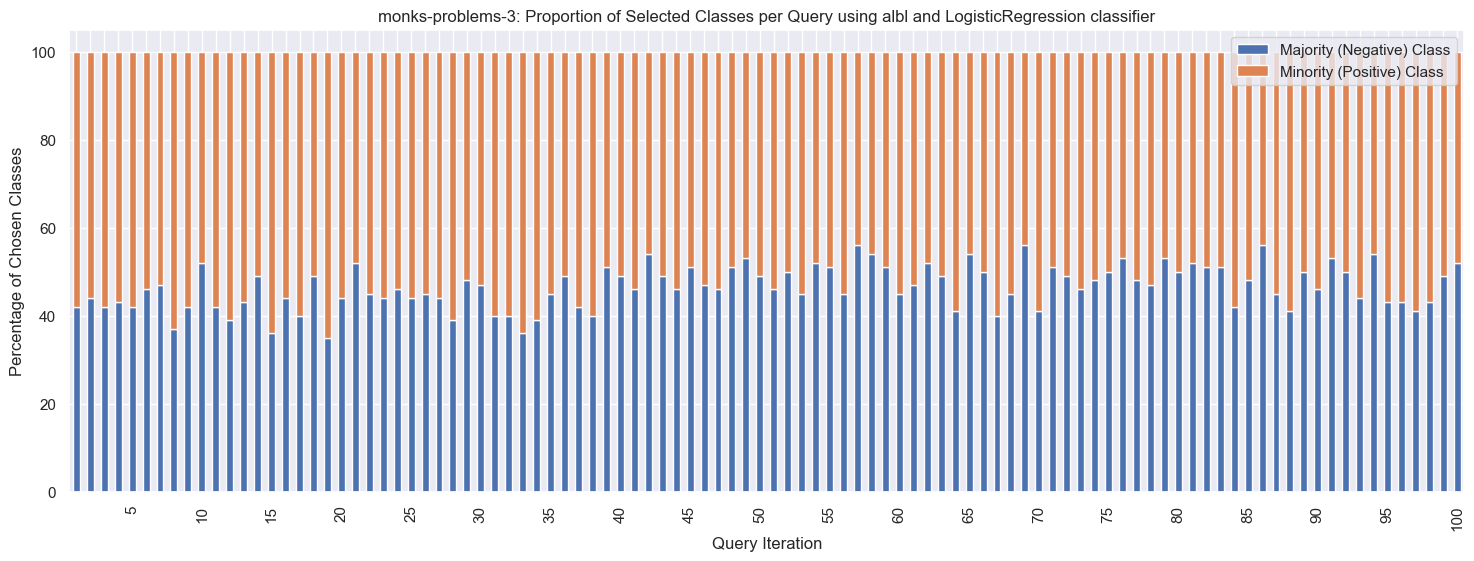 monks-problems-3: Proportion of Selected Classes per Query using albl and LogisticRegression classifier
Majority (Negative) Class
Minority (Positive) Class
Percentage of Chosen Classes
100
80
60
40
20
0
5 10 15 20 25 30 35 40 45 50 55 60 65 70 75 80 85 90 95 100
Query Iteration